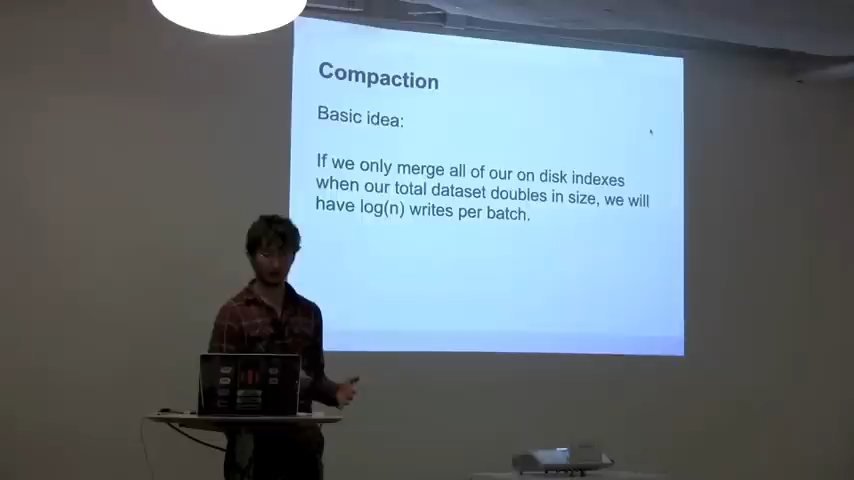 Compaction
Basic idea:
If we only merge all of our on disk indexes
when our total dataset doubles in size, we will
have log(n) writes per batch.